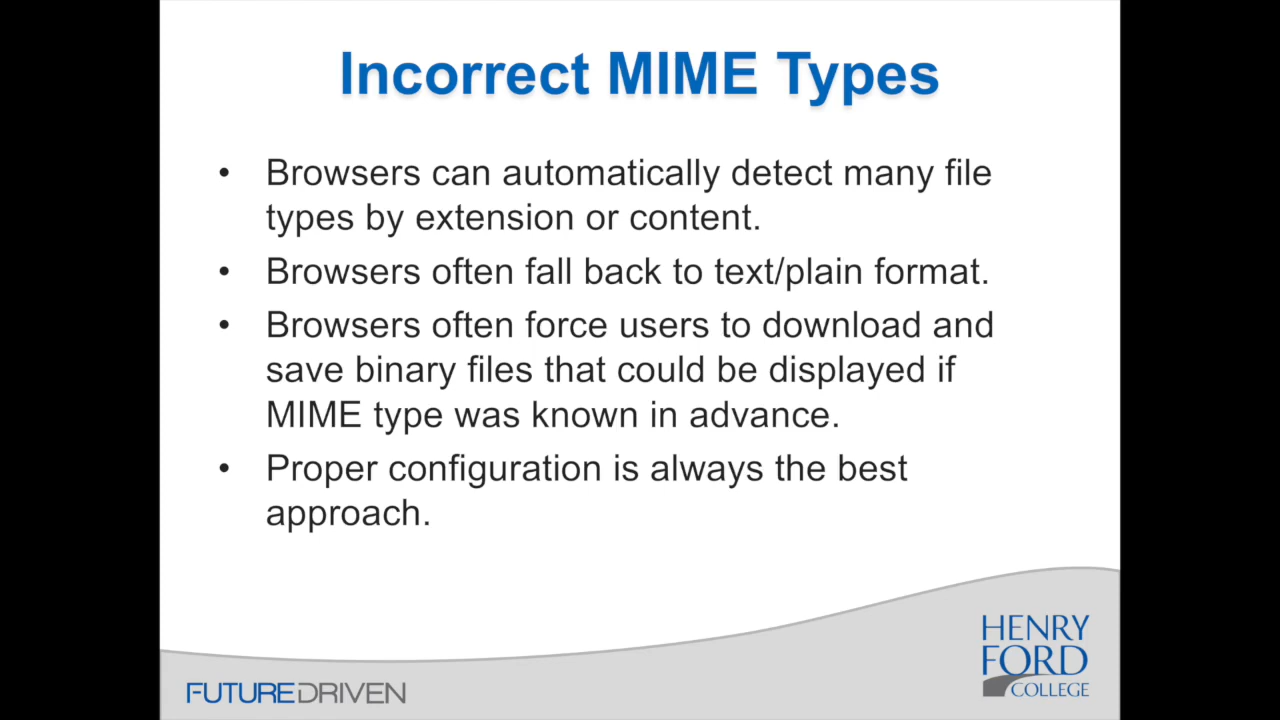 Incorrect MIME Types
• Browsers can automatically detect many file
types by extension or content.
• Browsers often fall back to text/plain format.
• Browsers often force users to download and
save binary files that could be displayed if
MIME type was known in advance.
• Proper configuration is always the best
approach.
HENRY
FORD
COLLEGE
FUTUREDRIVEN